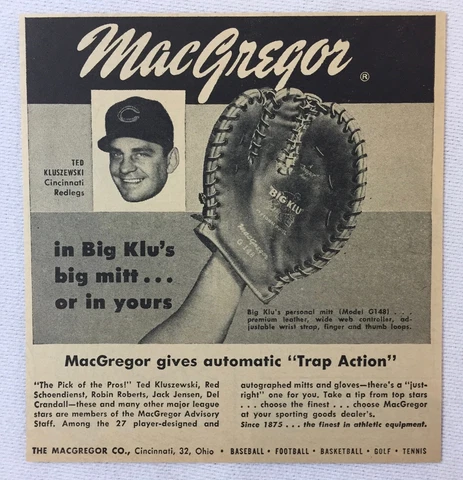 MacGregor ®
TED
KLUSZEWSKI
Cincinnati
Redlegs
BIG KLU
MacGregor
G 148
in Big Klu's
big mitt ...
or in yours
Big Klu's personal mitt (Model G148) . . .
premium leather, wide web controller, ad-
justable wrist strap, finger and thumb loops.
MacGregor gives automatic "Trap Action"
"The Pick of the Pros!" Ted Kluszewski, Red
Schoendienst, Robin Roberts, Jack Jensen, Del
Crandall—these and many other major league
stars are members of the MacGregor Advisory
Staff. Among the 27 player-designed and
autographed mitts and gloves—there's a "just-
right" one for you. Take a tip from top stars
. . . choose the finest . . . choose MacGregor
at your sporting goods dealer's.
Since 1875 . . . the finest in athletic equipment.
THE MACGREGOR CO., Cincinnati, 32, Ohio • BASEBALL • FOOTBALL • BASKETBALL • GOLF • TENNIS